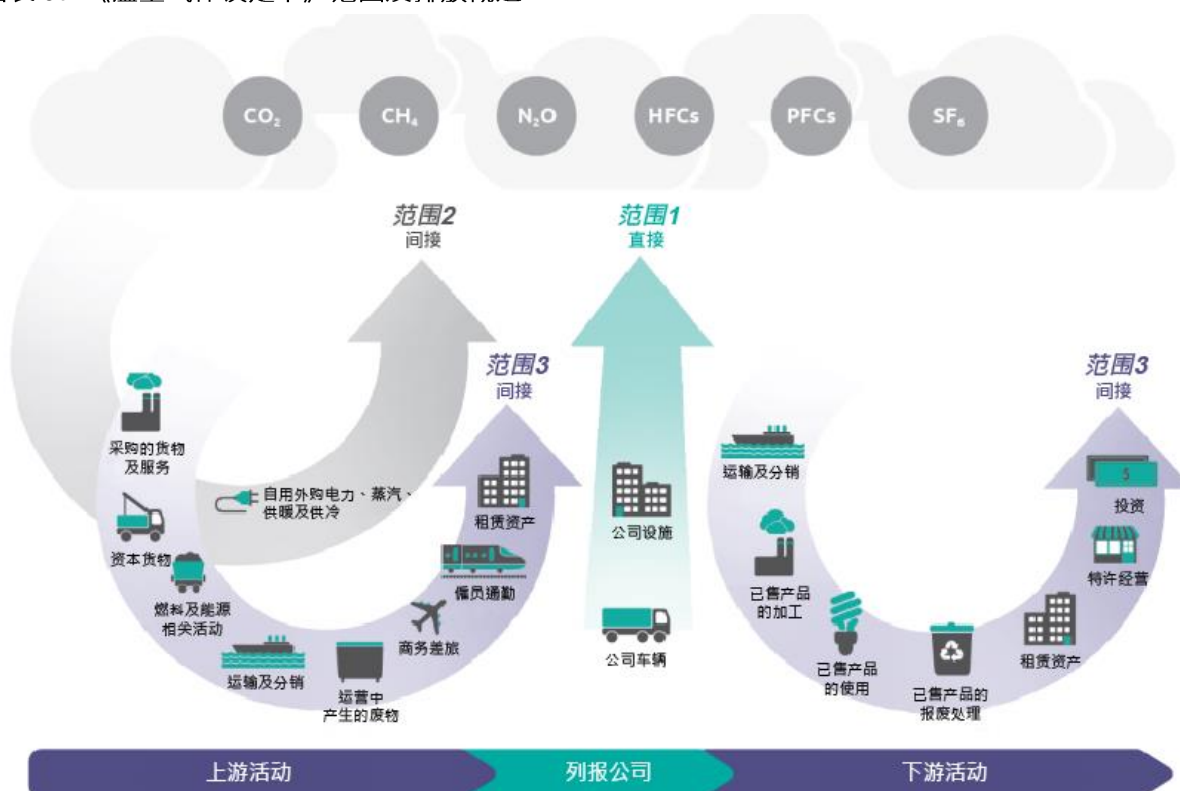 CO₂
CH₄
N₂O
HFCs
PFCs
SF₆
范围2
间接
范围1
直接
范围3
间接
范围3
间接
采购的货物
及服务
资本货物
燃料及能源
相关活动
运输及分销
运营中
产生的废物
商务差旅
僱员通勤
租赁资产
自用外购电力、蒸汽、
供暖及供冷
公司设施
公司车辆
运输及分销
已售产品
的加工
已售产品
的使用
已售产品的
报废处理
租赁资产
特许经营
投资
$
上游活动
列报公司
下游活动